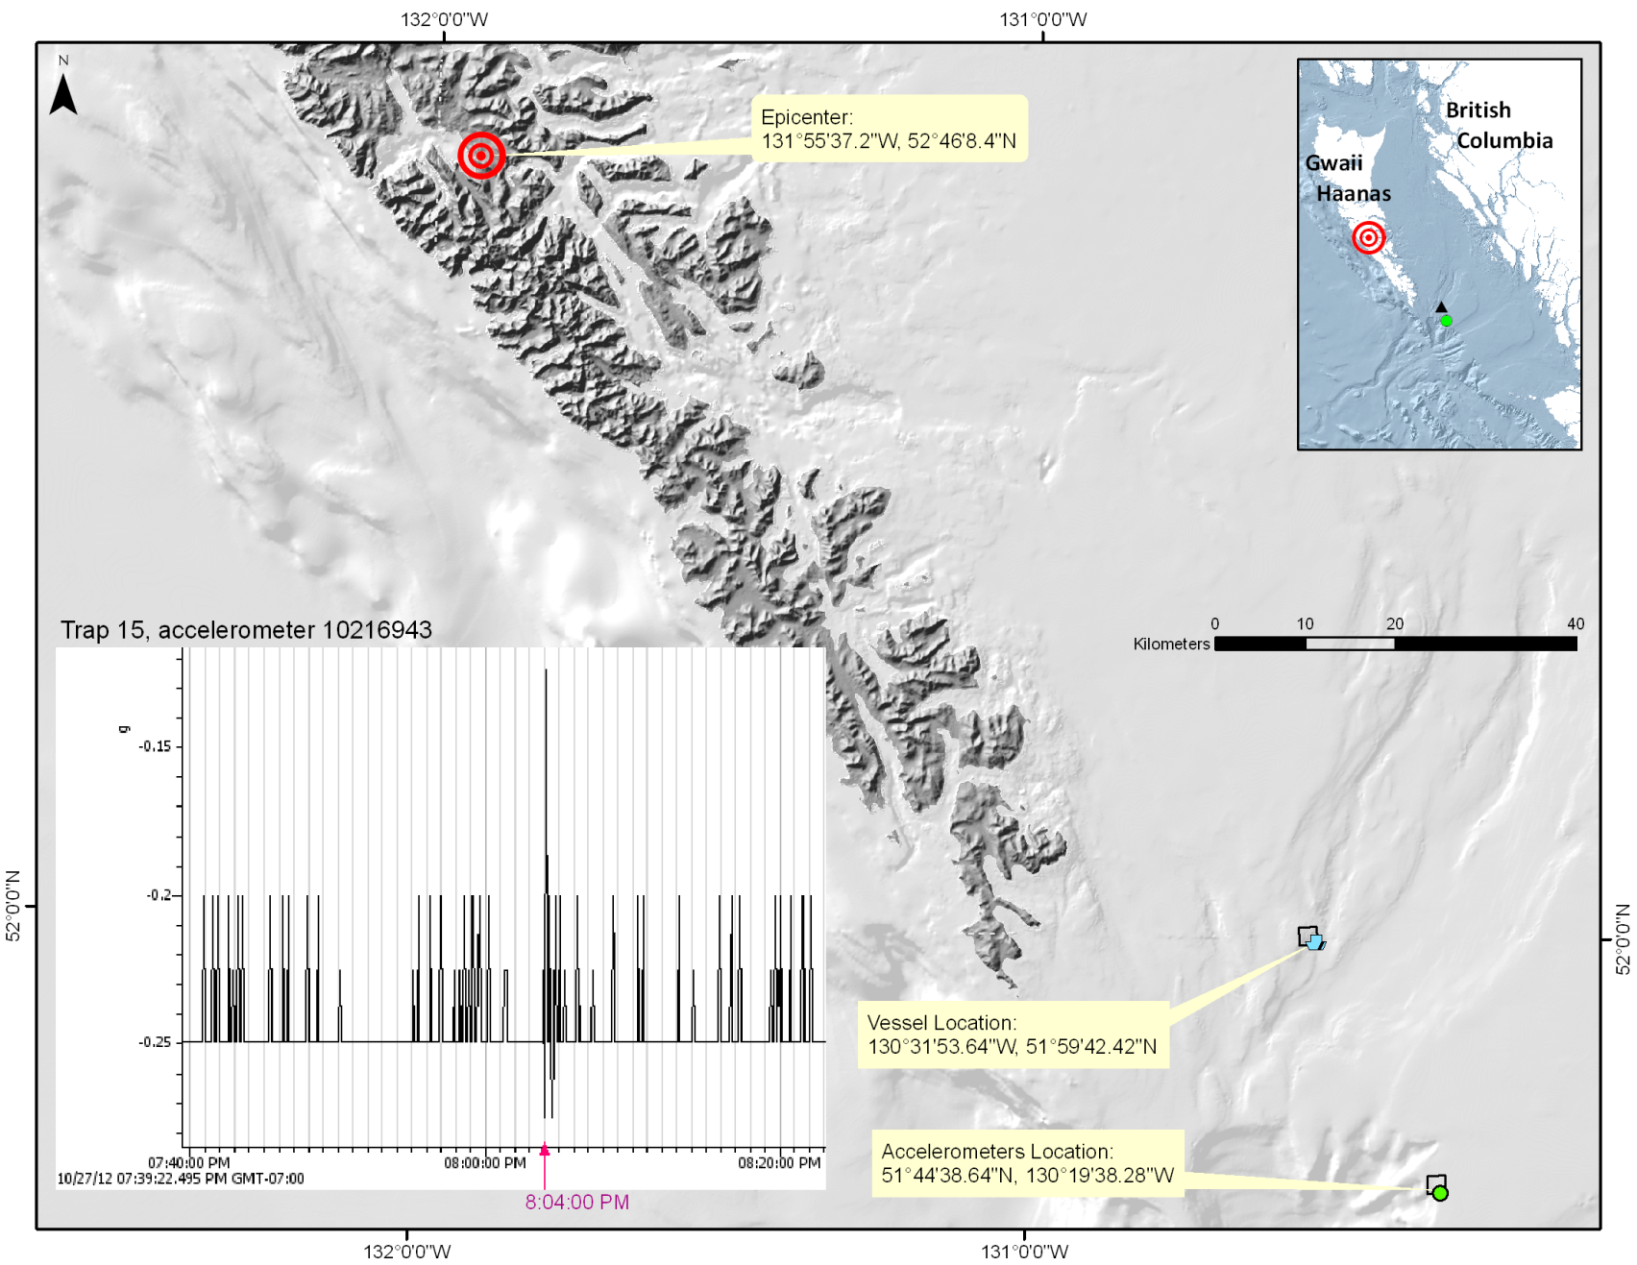 132°0'0"W
131°0'0"W
N
Epicenter:
131°55'37.2"W, 52°46'8.4"N
British
Columbia
Gwaii
Haanas
0
10
20
40
Kilometers
Trap 15, accelerometer 10216943
g
-0.15
-0.2
-0.25
07:40:00 PM
08:00:00 PM
08:20:00 PM
10/27/12 07:39:22.495 PM GMT-07:00
8:04:00 PM
52°0'0"N
52°0'0"N
Vessel Location:
130°31'53.64"W, 51°59'42.42"N
Accelerometers Location:
51°44'38.64"N, 130°19'38.28"W
132°0'0"W
131°0'0"W